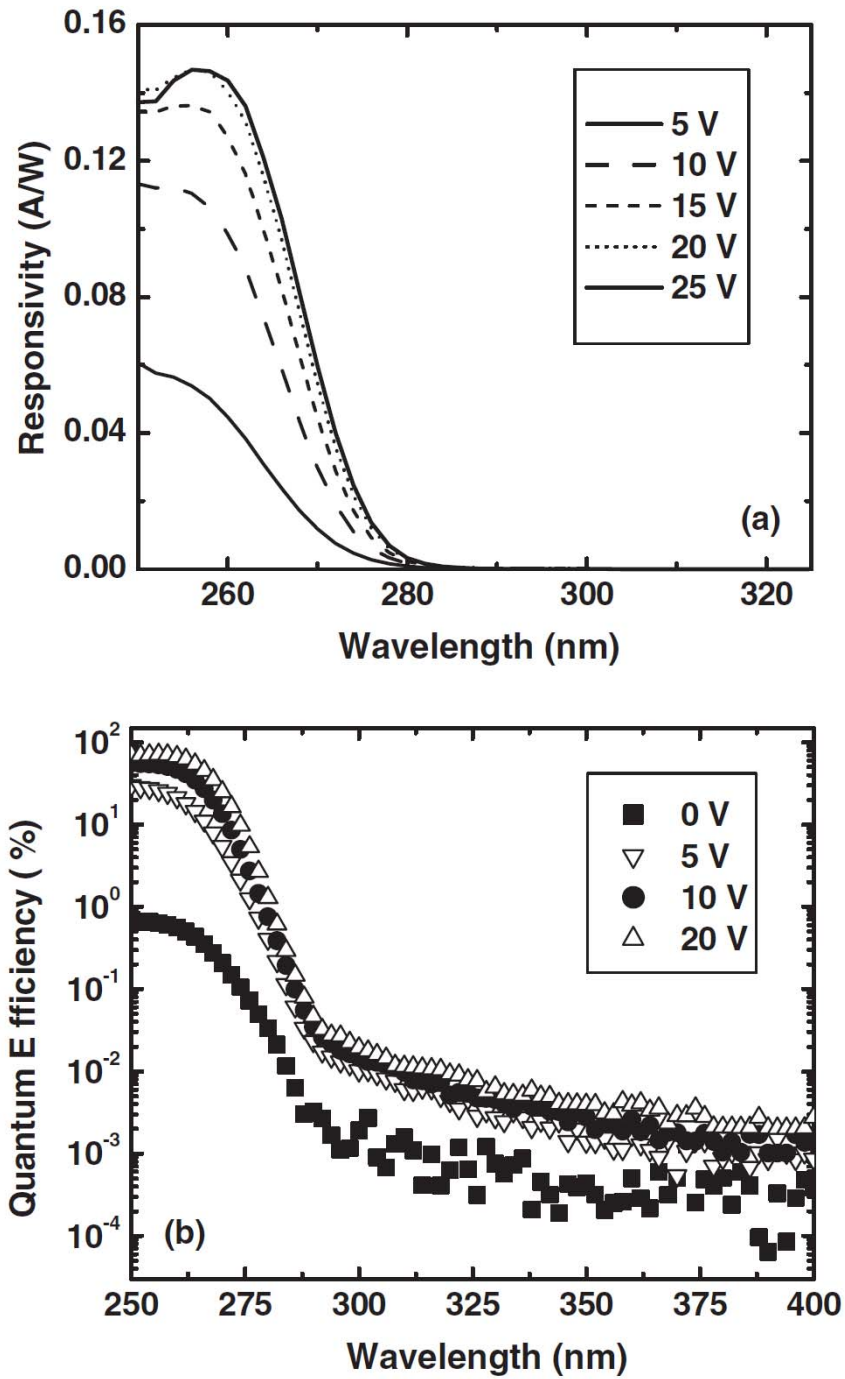 0.16
0.12
0.08
0.04
0.00
Responsivity (A/W)
5 V
10 V
15 V
20 V
25 V
(a)
260
280
300
320
Wavelength (nm)
10^2
10^1
10^0
10^-1
10^-2
10^-3
10^-4
Quantum E fficiency ( %)
0 V
5 V
10 V
20 V
(b)
250
275
300
325
350
375
400
Wavelength (nm)